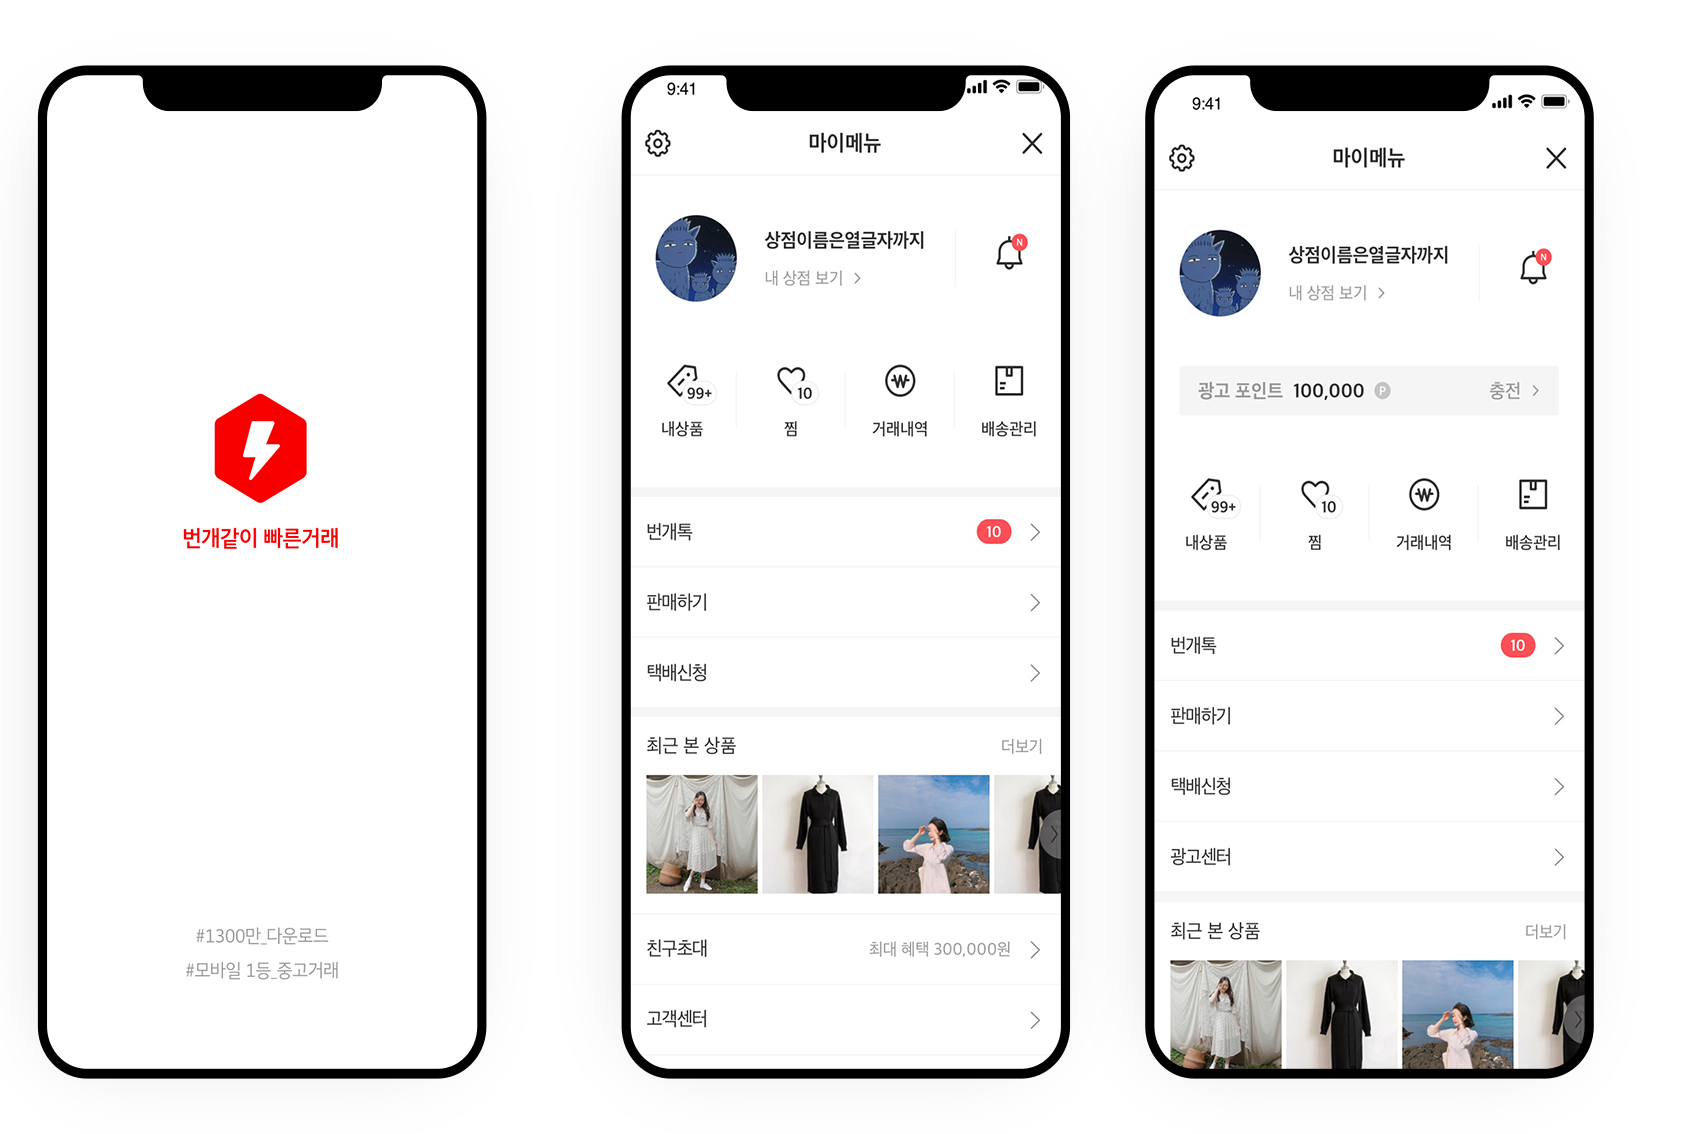 번개같이 빠른거래
#1300만_다운로드
#모바일 1등_중고거래
9:41
마이메뉴
상점이름은열글자까지
N
내 상점 보기
99+
10
내상품
찜
거래내역
배송관리
번개톡
10
판매하기
택배신청
최근 본 상품
더보기
친구초대
최대 혜택 300,000원
고객센터
9:41
마이메뉴
상점이름은열글자까지
N
내 상점 보기
광고 포인트 100,000 P
충전
99+
10
내상품
찜
거래내역
배송관리
번개톡
10
판매하기
택배신청
광고센터
최근 본 상품
더보기